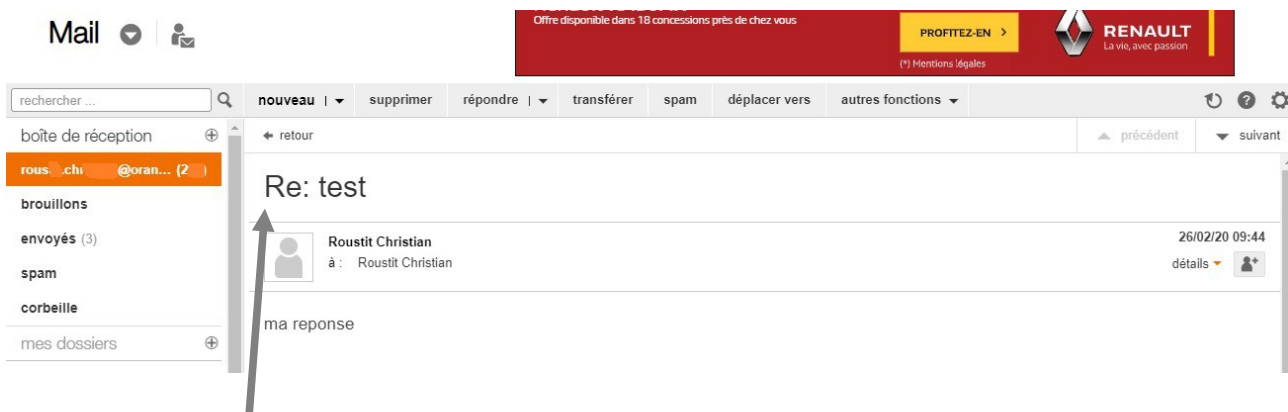 Mail
Offre disponible dans 18 concessions près de chez vous
PROFITEZ-EN >
(*) Mentions légales
RENAULT
La vie, avec passion
rechercher ...
nouveau | supprimer répondre | transférer spam déplacer vers autres fonctions
boîte de réception
retour
précédent
suivant
@oran... (2
Re: test
brouillons
envoyés (3)
Roustit Christian
26/02/20 09:44
à : Roustit Christian
détails
spam
corbeille
ma reponse
mes dossiers